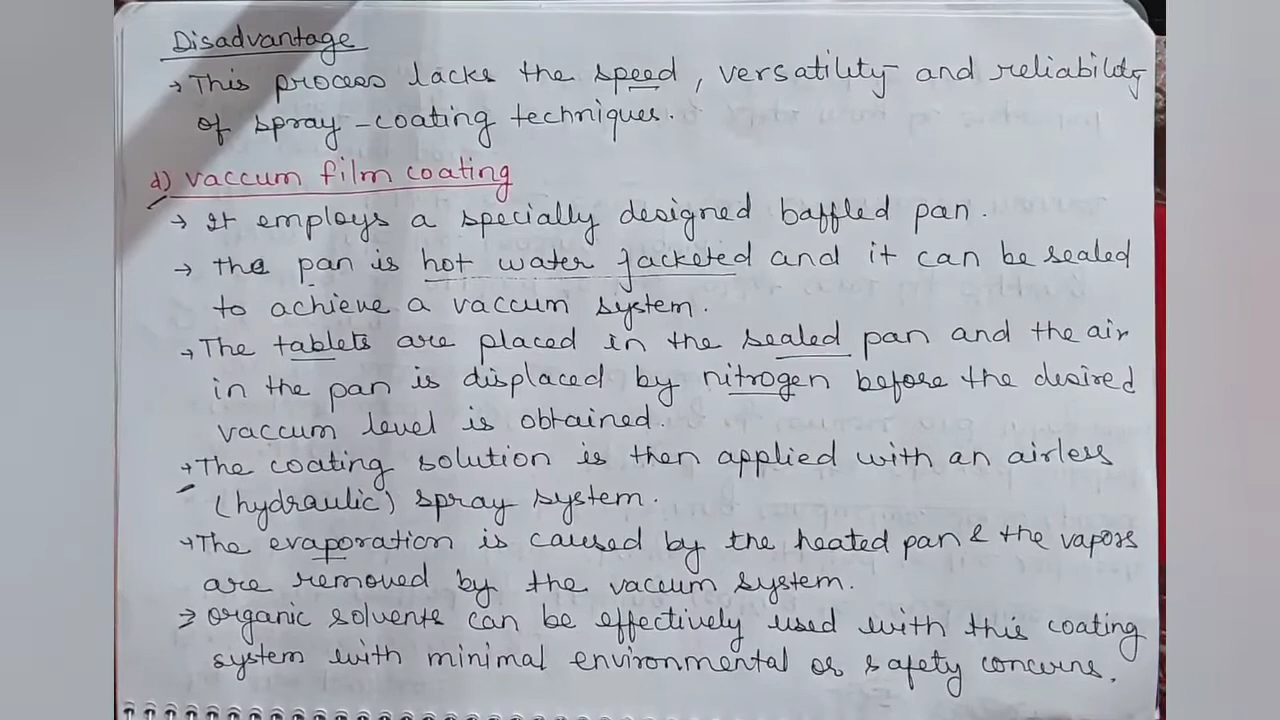 Disadvantage
→ This process lacks the speed, versatility and reliability
of spray-coating techniques.
d) vaccum film coating
→ It employs a specially designed baffled pan.
→ the pan is hot water jacketed and it can be sealed
to achieve a vaccum system.
→ The tablets are placed in the sealed pan and the air
in the pan is displaced by nitrogen before the desired
vaccum level is obtained.
→ The coating solution is then applied with an airless
(hydraulic) spray system.
→ The evaporation is caused by the heated pan & the vapors
are removed by the vacuum system.
→ organic solvents can be effectively used with this coating
system with minimal environmental or safety concerns.